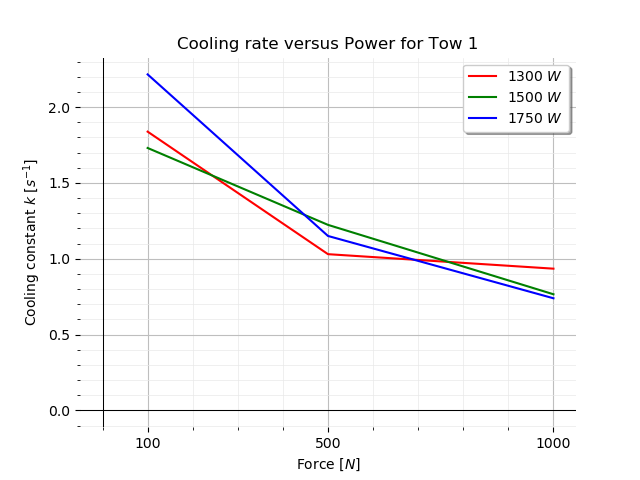 Cooling rate versus Power for Tow 1
1300 W
1500 W
1750 W
2.0
1.5
1.0
0.5
0.0
Cooling constant k [s⁻¹]
100 500 1000
Force [N]